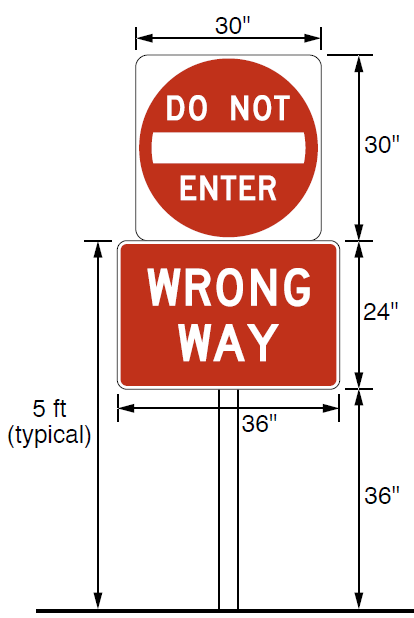 30"
DO NOT
ENTER
30"
WRONG
WAY
24"
5 ft
(typical)
36"
36"